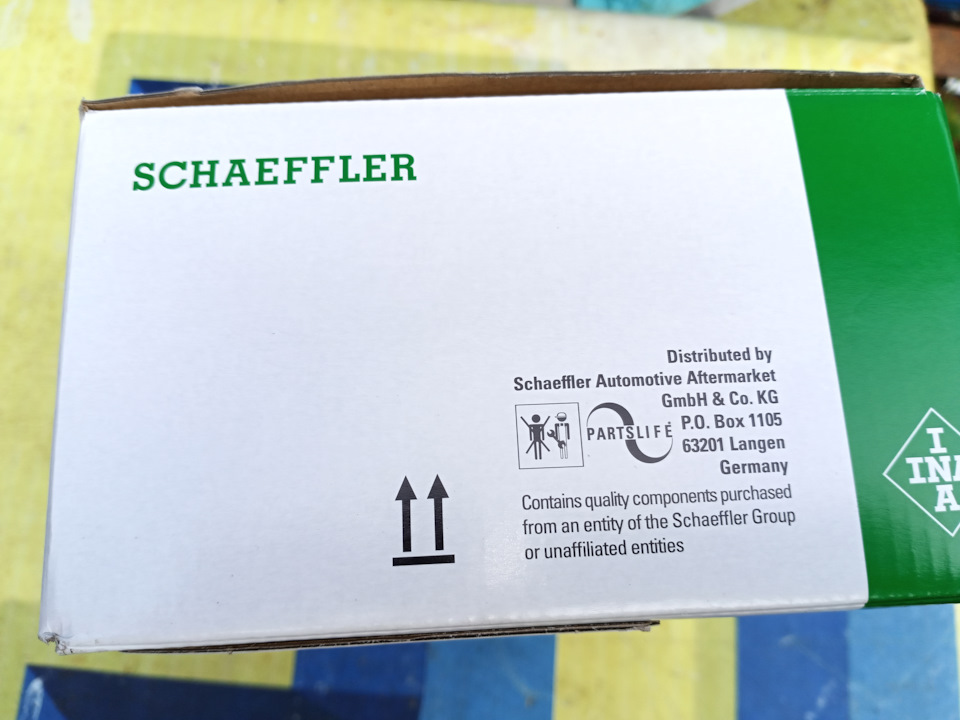 SCHAEFFLER
Distributed by
Schaeffler Automotive Aftermarket
GmbH & Co. KG
PARTSLIFE P.O. Box 1105
63201 Langen
Germany
Contains quality components purchased
from an entity of the Schaeffler Group
or unaffiliated entities
I
INA
A